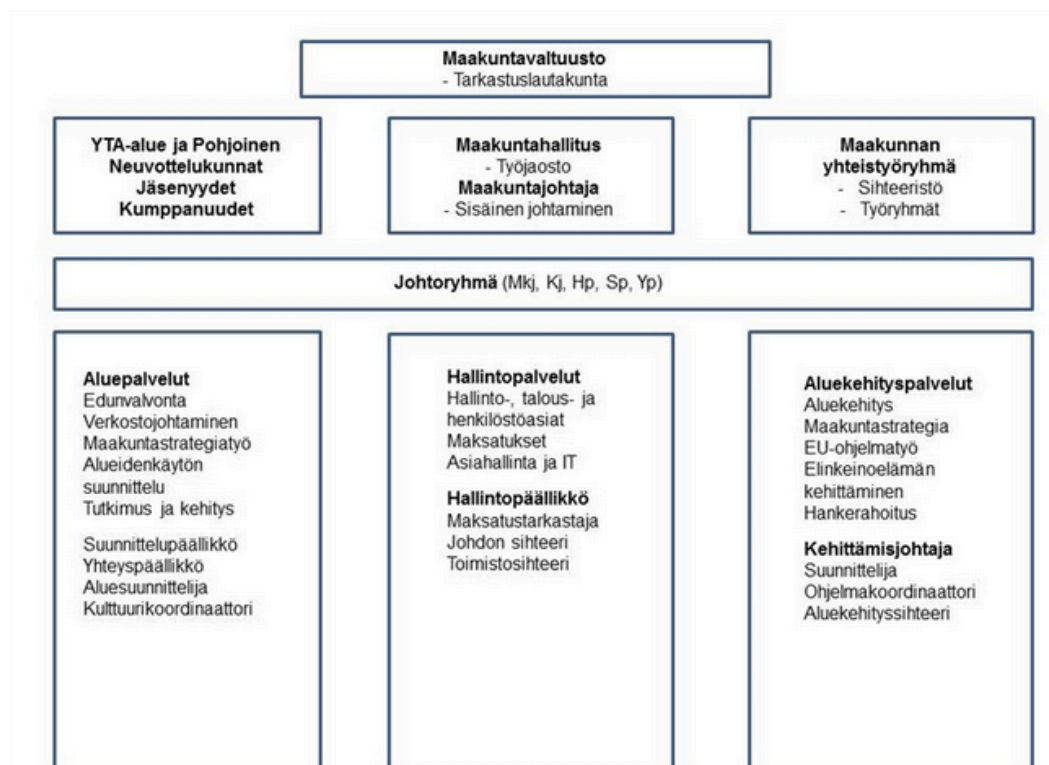 Maakuntavaltuusto
- Tarkastuslautakunta
YTA-alue ja Pohjoinen
Neuvottelukunnat
Jäsenyydet
Kumppanuudet
Maakuntahallitus
- Työjaosto
Maakuntajohtaja
- Sisäinen johtaminen
Maakunnan
yhteistyöryhmä
- Sihteeristö
- Työryhmät
Johtoryhmä (Mkj, Kj, Hp, Sp, Yp)
Aluepalvelut
Edunvalvonta
Verkostojohtaminen
Maakuntastrategiatyö
Alueidenkäytön
suunnittelu
Tutkimus ja kehitys
Suunnittelupäällikkö
Yhteyspäällikkö
Aluesuunnittelija
Kulttuurikoordinaattori
Hallintopalvelut
Hallinto-, talous- ja
henkilöstöasiat
Maksatukset
Asiahallinta ja IT
Hallintopäällikkö
Maksatustarkastaja
Johdon sihteeri
Toimistosihteeri
Aluekehityspalvelut
Aluekehitys
Maakuntastrategia
EU-ohjelmatyö
Elinkeinoelämän
kehittäminen
Hankerahoitus
Kehittämisjohtaja
Suunnittelija
Ohjelmakoordinaattori
Aluekehityssihteeri